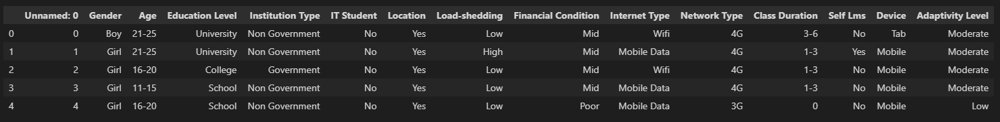 Unnamed: 0 Gender Age Education Level Institution Type IT Student Location Load-shedding Financial Condition Internet Type Network Type Class Duration Self Lms Device Adaptivity Level
0 0 Boy 21-25 University Non Government No Yes Low Mid Wifi 4G 3-6 No Tab Moderate
1 1 Girl 21-25 University Non Government No Yes High Mid Mobile Data 4G 1-3 Yes Mobile Moderate
2 2 Girl 16-20 College Government No Yes Low Mid Wifi 4G 1-3 No Mobile Moderate
3 3 Girl 11-15 School Non Government No Yes Low Mid Mobile Data 4G 1-3 No Mobile Moderate
4 4 Girl 16-20 School Non Government No Yes Low Poor Mobile Data 3G 0 No Mobile Low